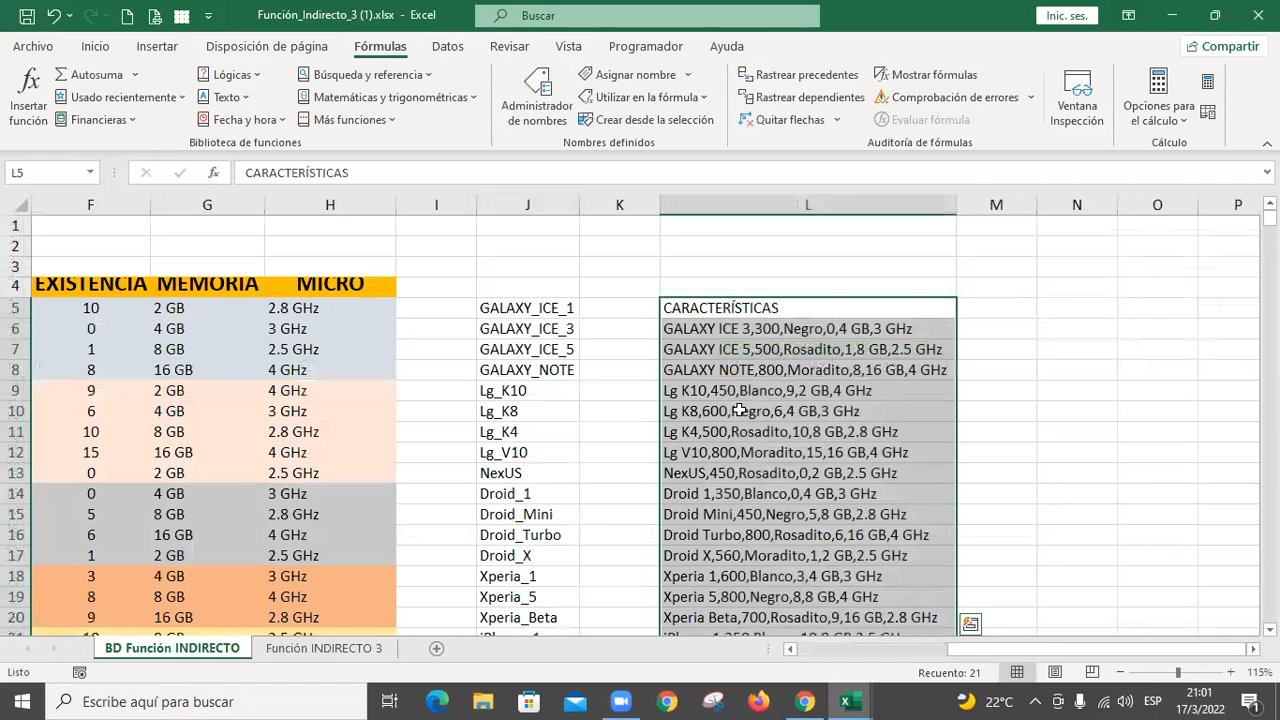 Función_Indirecto_3 (1).xlsx - Excel
Buscar
Inic. ses.
Archivo Inicio Insertar Disposición de página Fórmulas Datos Revisar Vista Programador Ayuda
Compartir
Insertar función
Autosuma
Usado recientemente
Financieras
Lógicas
Texto
Fecha y hora
Búsqueda y referencia
Matemáticas y trigonométricas
Más funciones
Biblioteca de funciones
Administrador de nombres
Asignar nombre
Utilizar en la fórmula
Crear desde la selección
Nombres definidos
Rastrear precedentes
Rastrear dependientes
Quitar flechas
Mostrar fórmulas
Comprobación de errores
Evaluar fórmula
Auditoría de fórmulas
Ventana Inspección
Opciones para el cálculo
Cálculo
L5 fx CARACTERÍSTICAS
F G H I J K L M N O P
1
2
3
4 EXISTENCIA MEMORIA MICRO
5 10 2 GB 2.8 GHz GALAXY_ICE_1 CARACTERÍSTICAS
6 0 4 GB 3 GHz GALAXY_ICE_3 GALAXY ICE 3,300,Negro,0,4 GB,3 GHz
7 1 8 GB 2.5 GHz GALAXY_ICE_5 GALAXY ICE 5,500,Rosadito,1,8 GB,2.5 GHz
8 8 16 GB 4 GHz GALAXY_NOTE GALAXY NOTE,800,Moradito,8,16 GB,4 GHz
9 9 2 GB 4 GHz Lg_K10 Lg K10,450,Blanco,9,2 GB,4 GHz
10 6 4 GB 3 GHz Lg_K8 Lg K8,600,Negro,6,4 GB,3 GHz
11 10 8 GB 2.8 GHz Lg_K4 Lg K4,500,Rosadito,10,8 GB,2.8 GHz
12 15 16 GB 4 GHz Lg_V10 Lg V10,800,Moradito,15,16 GB,4 GHz
13 0 2 GB 2.5 GHz NexUS NexUS,450,Rosadito,0,2 GB,2.5 GHz
14 0 4 GB 3 GHz Droid_1 Droid 1,350,Blanco,0,4 GB,3 GHz
15 5 8 GB 2.8 GHz Droid_Mini Droid Mini,450,Negro,5,8 GB,2.8 GHz
16 6 16 GB 4 GHz Droid_Turbo Droid Turbo,800,Rosadito,6,16 GB,4 GHz
17 1 2 GB 2.5 GHz Droid_X Droid X,560,Moradito,1,2 GB,2.5 GHz
18 3 4 GB 3 GHz Xperia_1 Xperia 1,600,Blanco,3,4 GB,3 GHz
19 8 8 GB 4 GHz Xperia_5 Xperia 5,800,Negro,8,8 GB,4 GHz
20 9 16 GB 2.8 GHz Xperia_Beta Xperia Beta,700,Rosadito,9,16 GB,2.8 GHz
BD Función INDIRECTO Función INDIRECTO 3
Listo Recuento: 21 115%
Escribe aquí para buscar
22°C ESP 21:01
17/3/2022
1